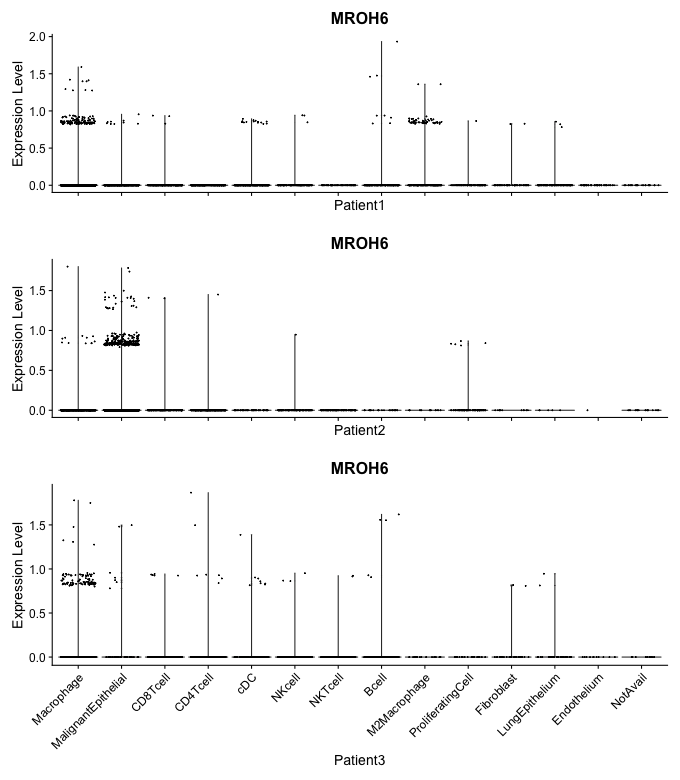 MROH6
Expression Level
2.0
1.5
1.0
0.5
0.0
Patient1
MROH6
Expression Level
1.5
1.0
0.5
0.0
Patient2
MROH6
Expression Level
1.5
1.0
0.5
0.0
Macrophage
MalignantEpithelial
CD8Tcell
CD4Tcell
cDC
NKcell
NKTcell
Bcell
M2Macrophage
ProliferatingCell
Fibroblast
LungEpithelium
Endothelium
NotAvail
Patient3